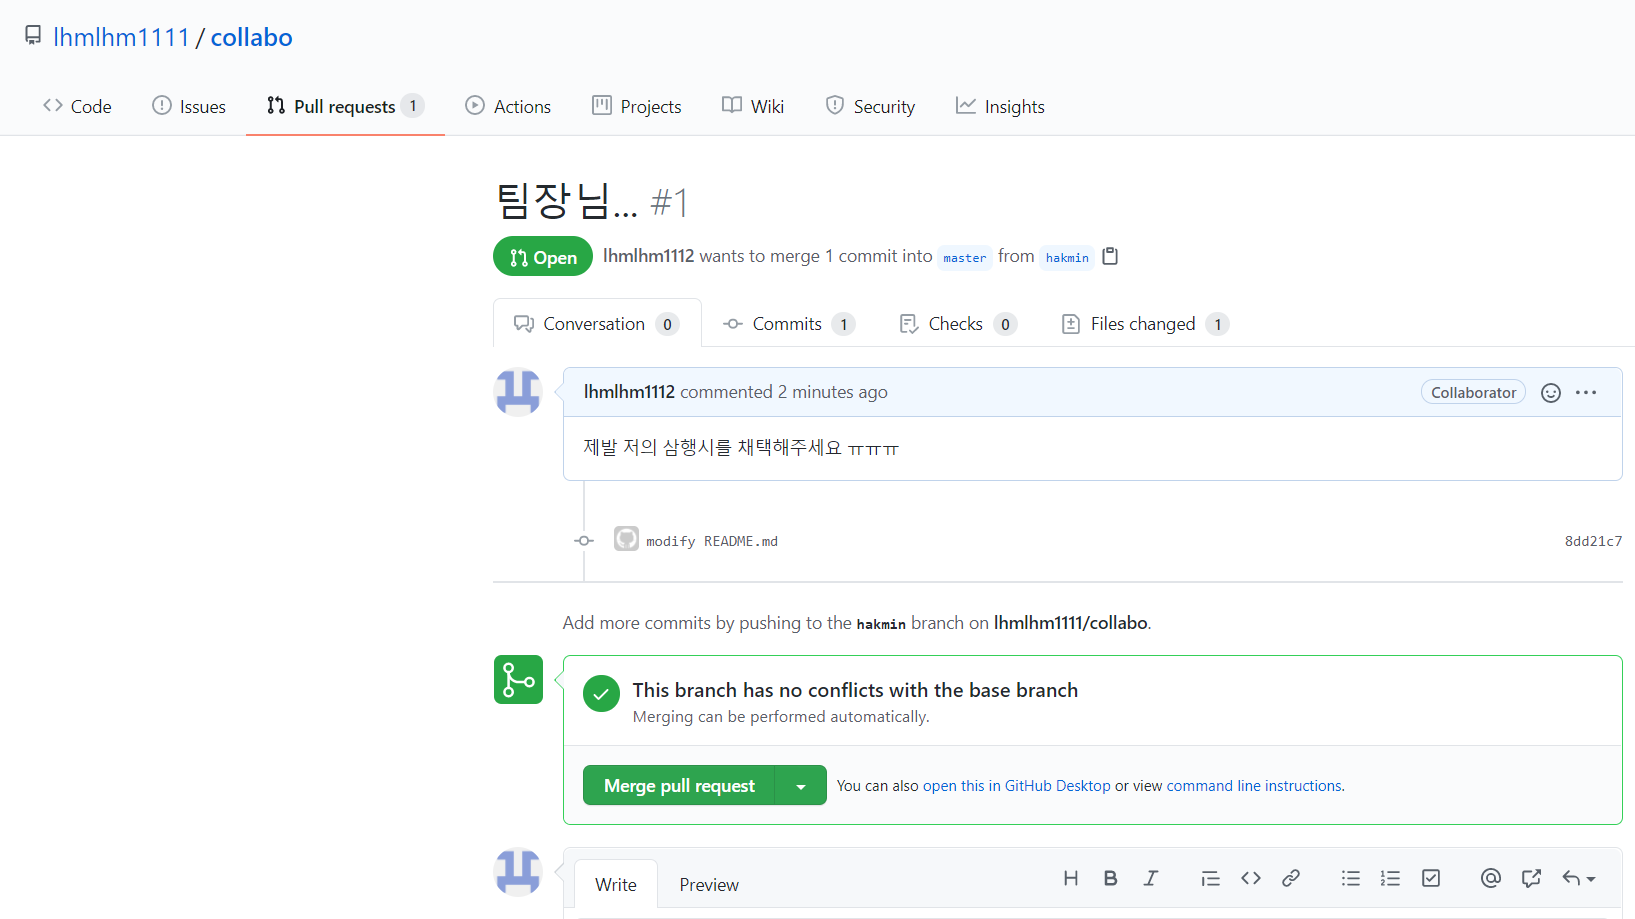 lhmlhm1111 / collabo
Code Issues Pull requests 1 Actions Projects Wiki Security Insights
팀장님... #1
Open lhmlhm1112 wants to merge 1 commit into master from hakmin
Conversation 0 Commits 1 Checks 0 Files changed 1
lhmlhm1112 commented 2 minutes ago Collaborator
제발 저의 삼행시를 채택해주세요 ㅠㅠㅠ
modify README.md 8dd21c7
Add more commits by pushing to the hakmin branch on lhmlhm1111/collabo.
This branch has no conflicts with the base branch
Merging can be performed automatically.
Merge pull request You can also open this in GitHub Desktop or view command line instructions.
Write Preview